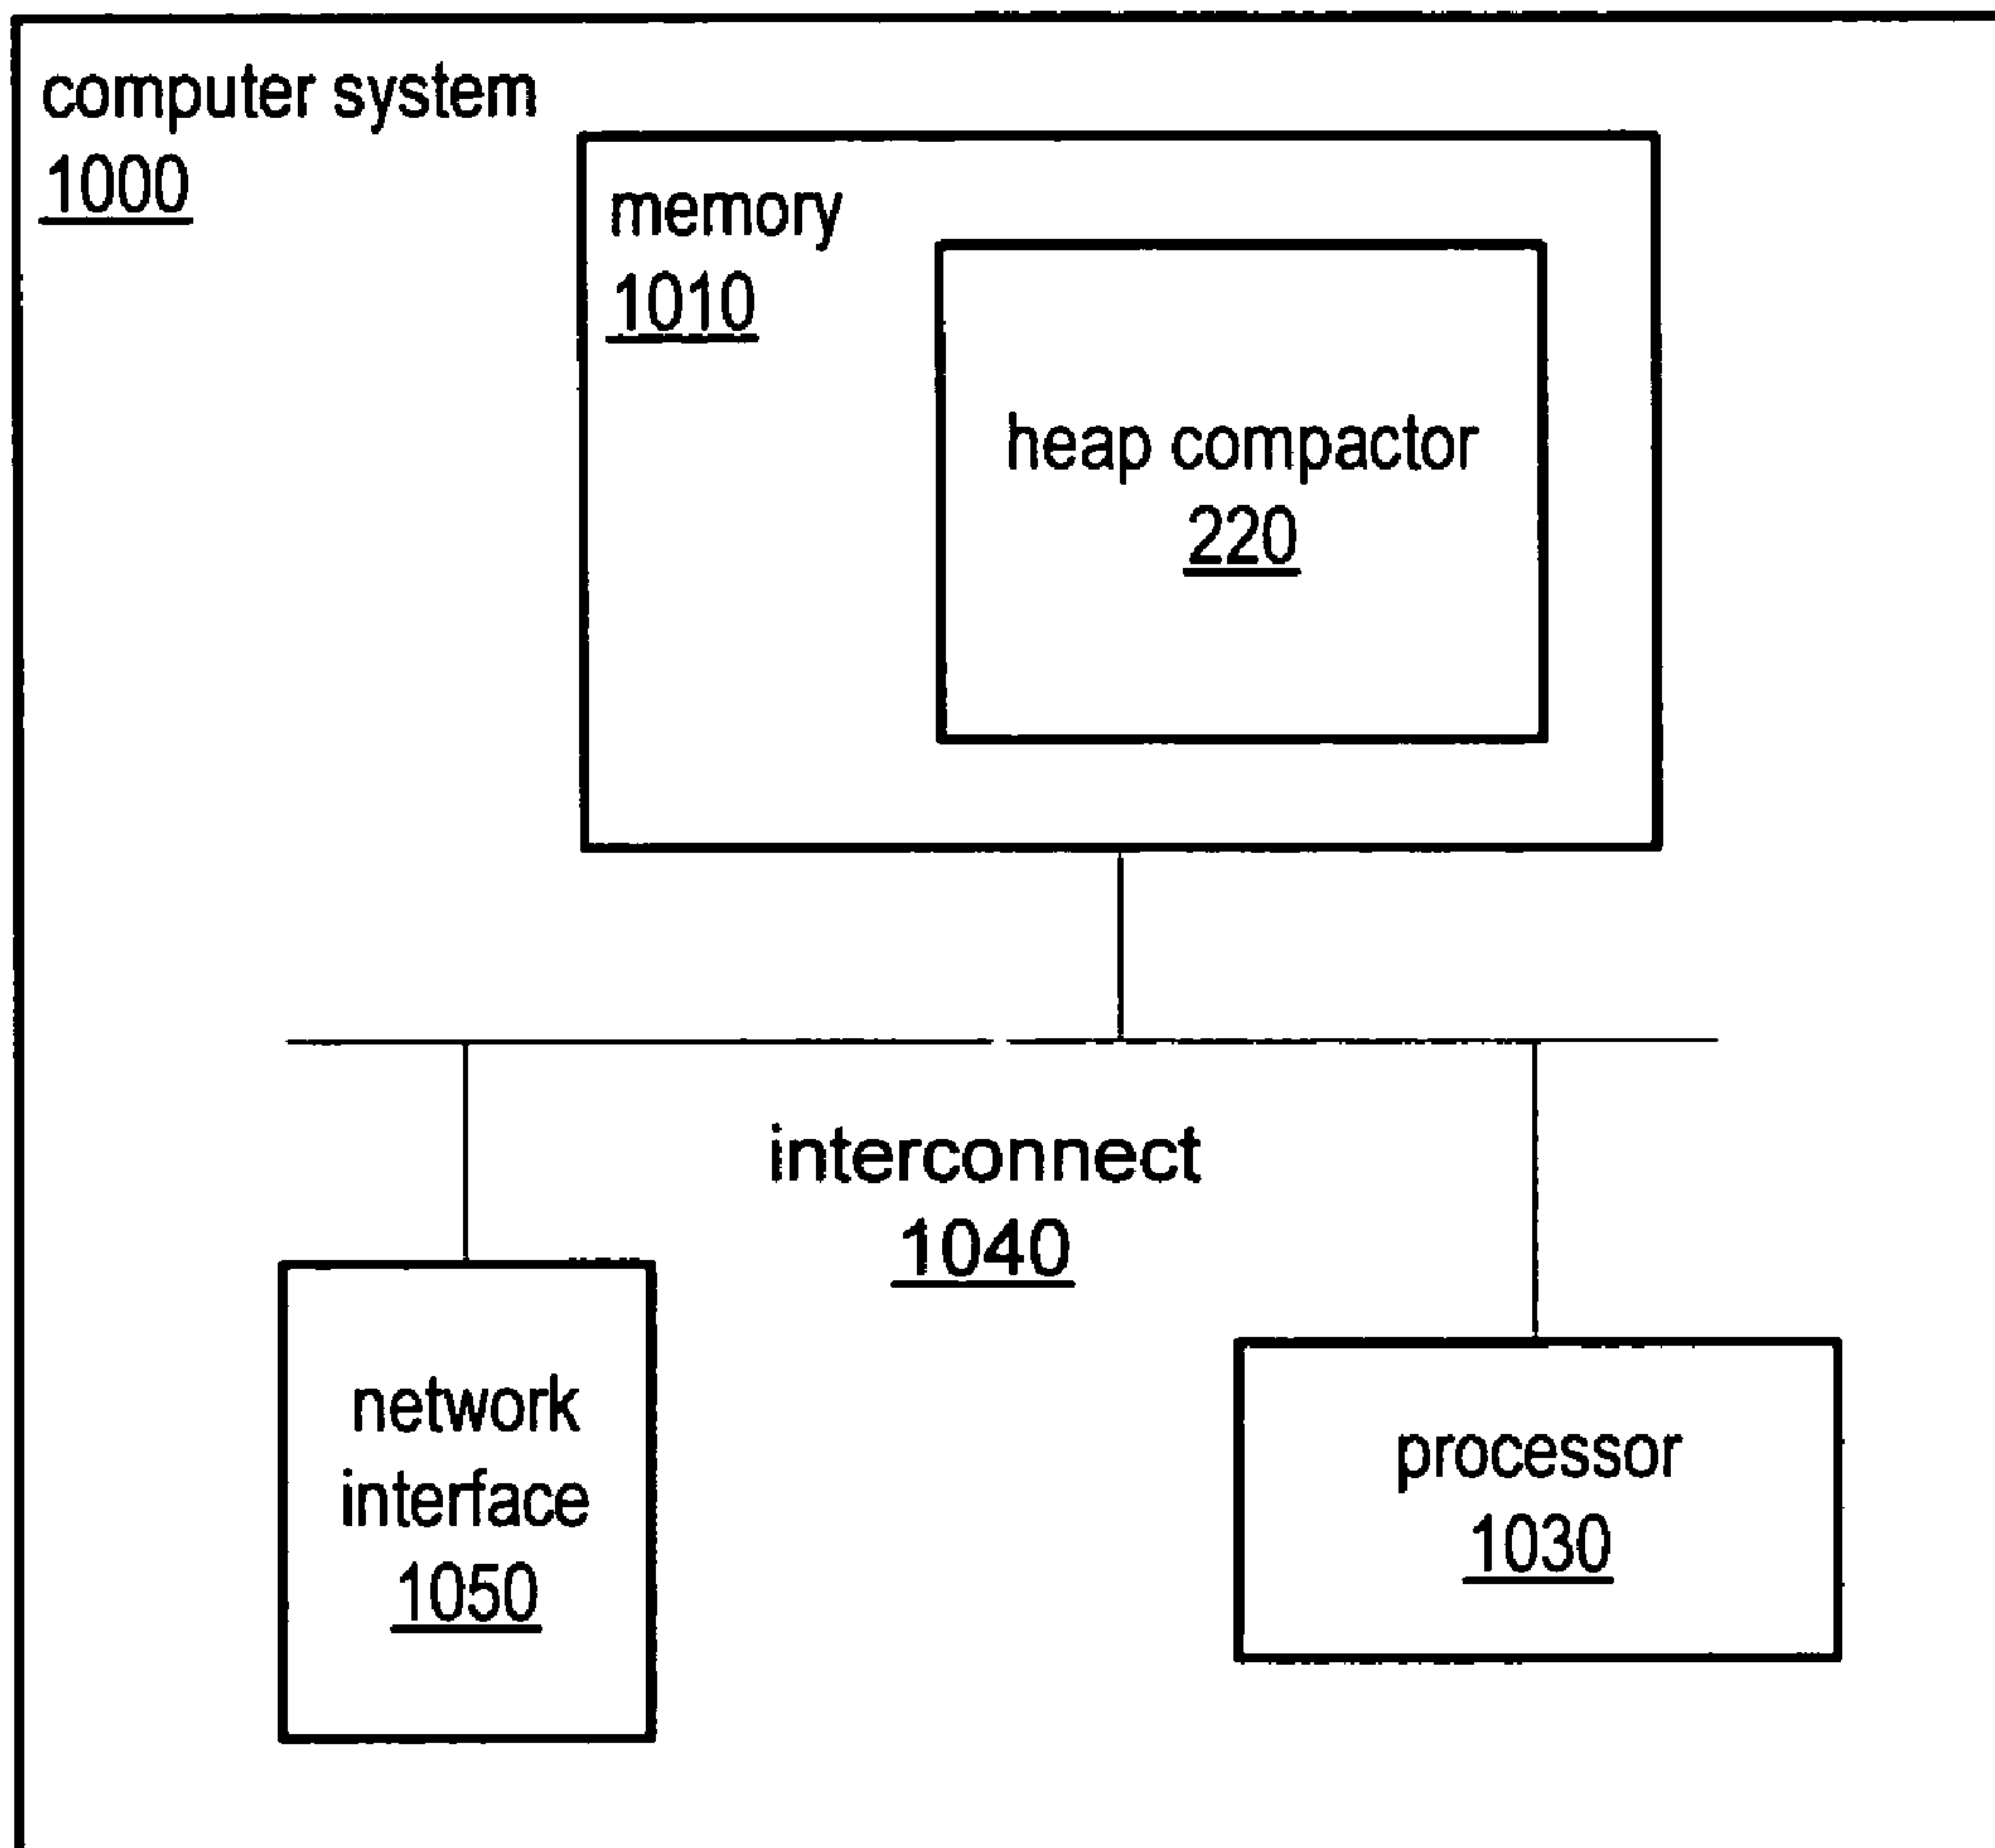 computer system
1000
memory
1010
heap compactor
220
interconnect
1040
network
interface
1050
processor
1030